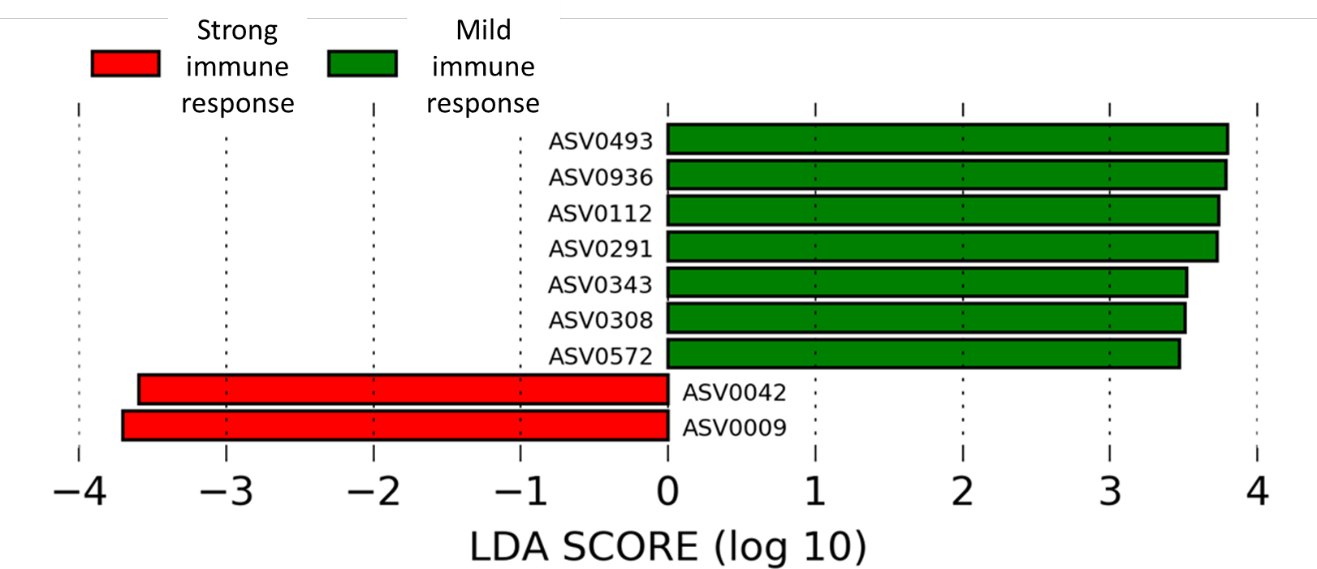 Strong
immune
response
Mild
immune
response
ASV0493
ASV0936
ASV0112
ASV0291
ASV0343
ASV0308
ASV0572
ASV0042
ASV0009
−4 −3 −2 −1 0 1 2 3 4
LDA SCORE (log 10)